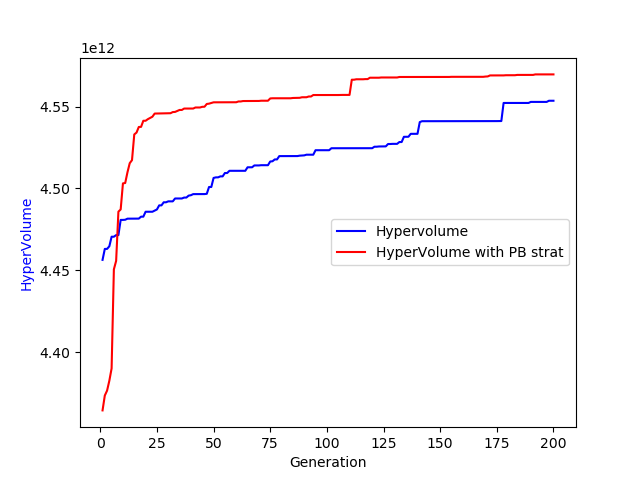 1e12
4.55
4.50
4.45
4.40
HyperVolume
Hypervolume
HyperVolume with PB strat
0 25 50 75 100 125 150 175 200
Generation